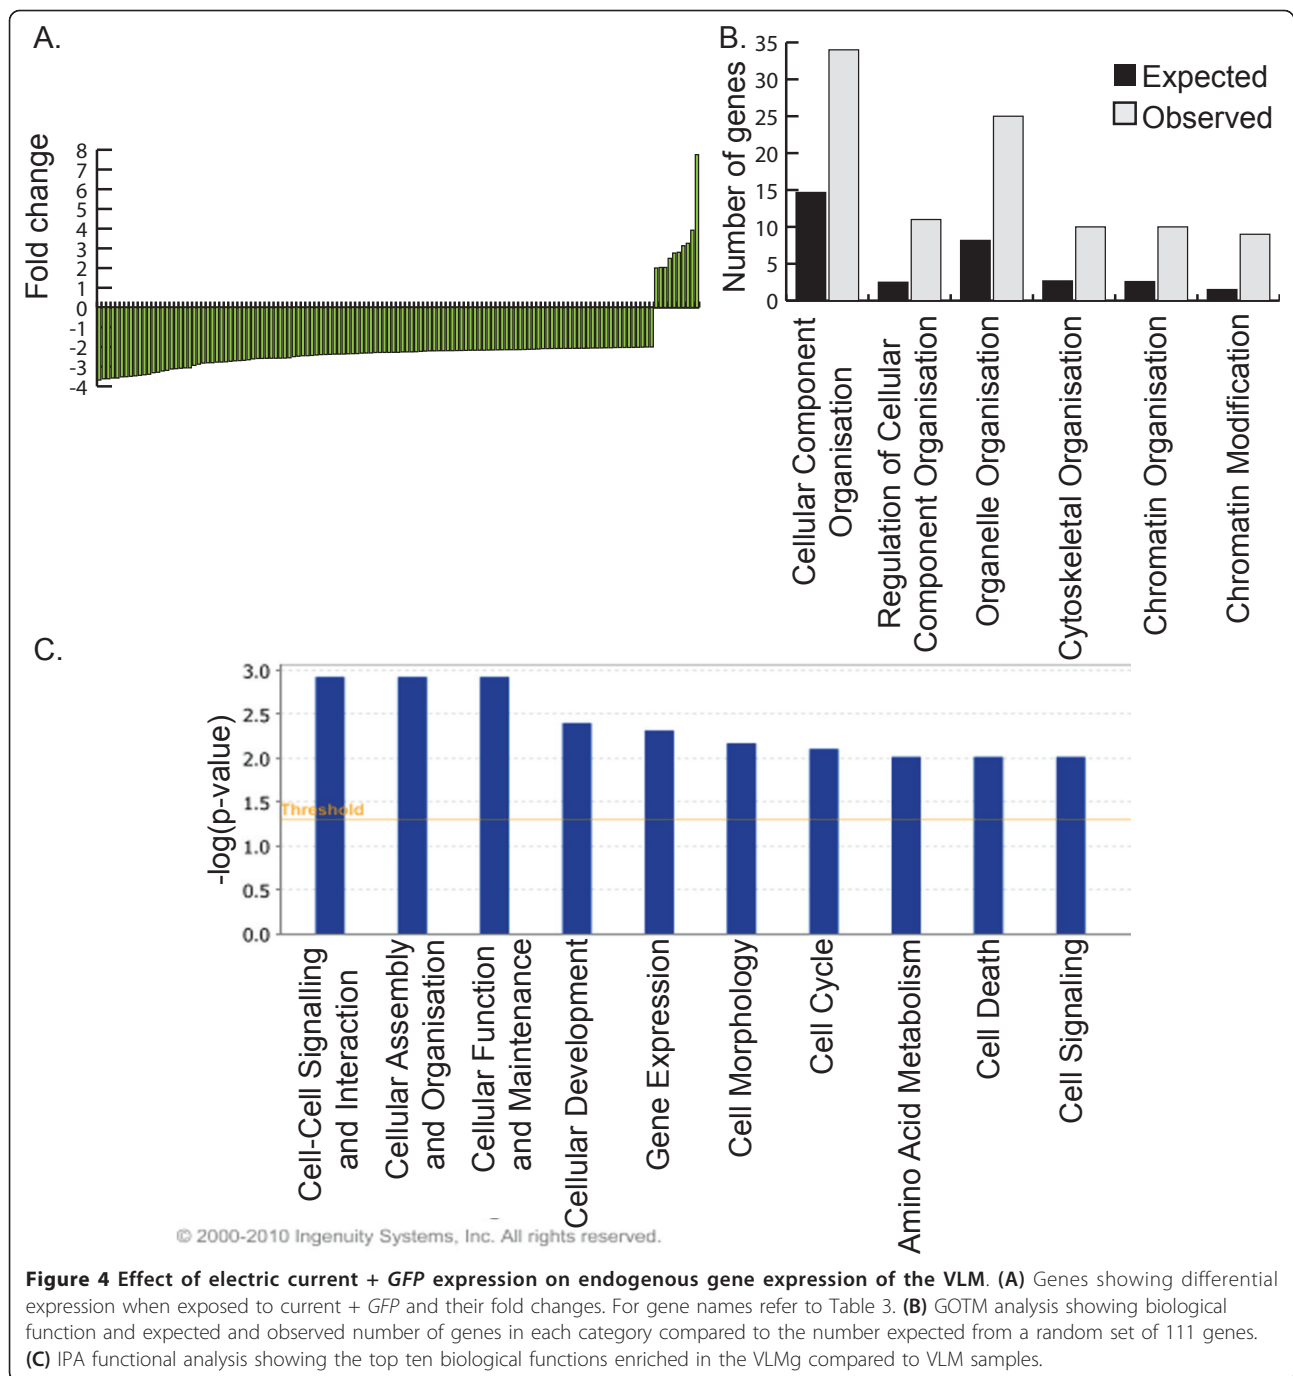 A.
Fold change
8
7
6
5
4
3
2
1
0
-1
-2
-3
-4
B.
Number of genes
35
30
25
20
15
10
5
0
Expected
Observed
Cellular Component
Organisation
Regulation of Cellular
Component Organisation
Organelle Organisation
Cytoskeletal Organisation
Chromatin Organisation
Chromatin Modification
C.
-log(p-value)
3.0
2.5
2.0
1.5
1.0
0.5
0.0
Threshold
Cell-Cell Signalling
and Interaction
Cellular Assembly
and Organisation
Cellular Function
and Maintenance
Cellular Development
Gene Expression
Cell Morphology
Cell Cycle
Amino Acid Metabolism
Cell Death
Cell Signaling
© 2000-2010 Ingenuity Systems, Inc. All rights reserved.
Figure 4 Effect of electric current + GFP expression on endogenous gene expression of the VLM. (A) Genes showing differential
expression when exposed to current + GFP and their fold changes. For gene names refer to Table 3. (B) GOTM analysis showing biological
function and expected and observed number of genes in each category compared to the number expected from a random set of 111 genes.
(C) IPA functional analysis showing the top ten biological functions enriched in the VLMg compared to VLM samples.